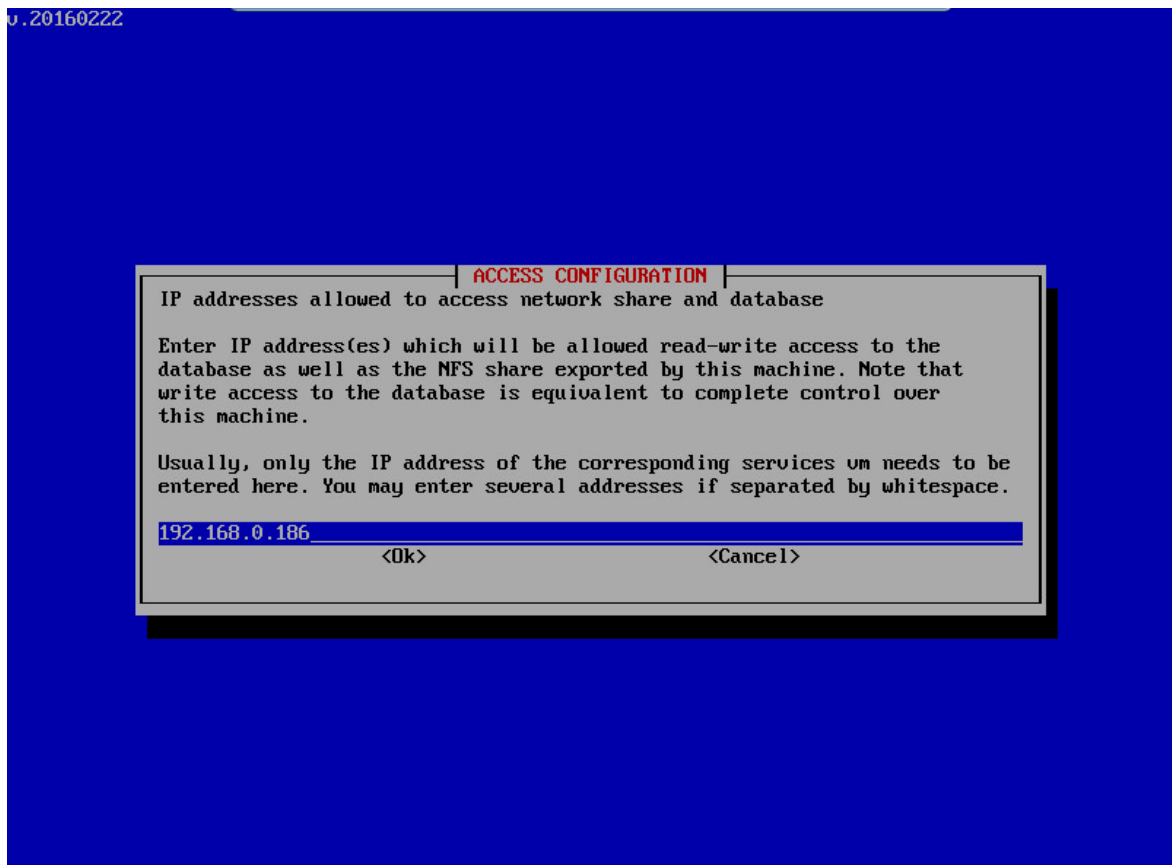 v.20160222
ACCESS CONFIGURATION
IP addresses allowed to access network share and database
Enter IP address(es) which will be allowed read-write access to the
database as well as the NFS share exported by this machine. Note that
write access to the database is equivalent to complete control over
this machine.
Usually, only the IP address of the corresponding services vm needs to be
entered here. You may enter several addresses if separated by whitespace.
192.168.0.186
<Ok> <Cancel>